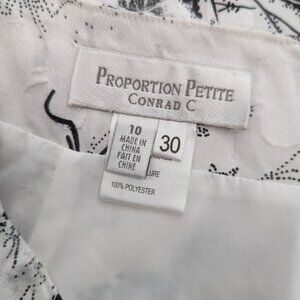 PROPORTION PETITE
CONRAD C
10
MADE IN
CHINA
FAIT EN
CHINE
30
100% POLYESTER